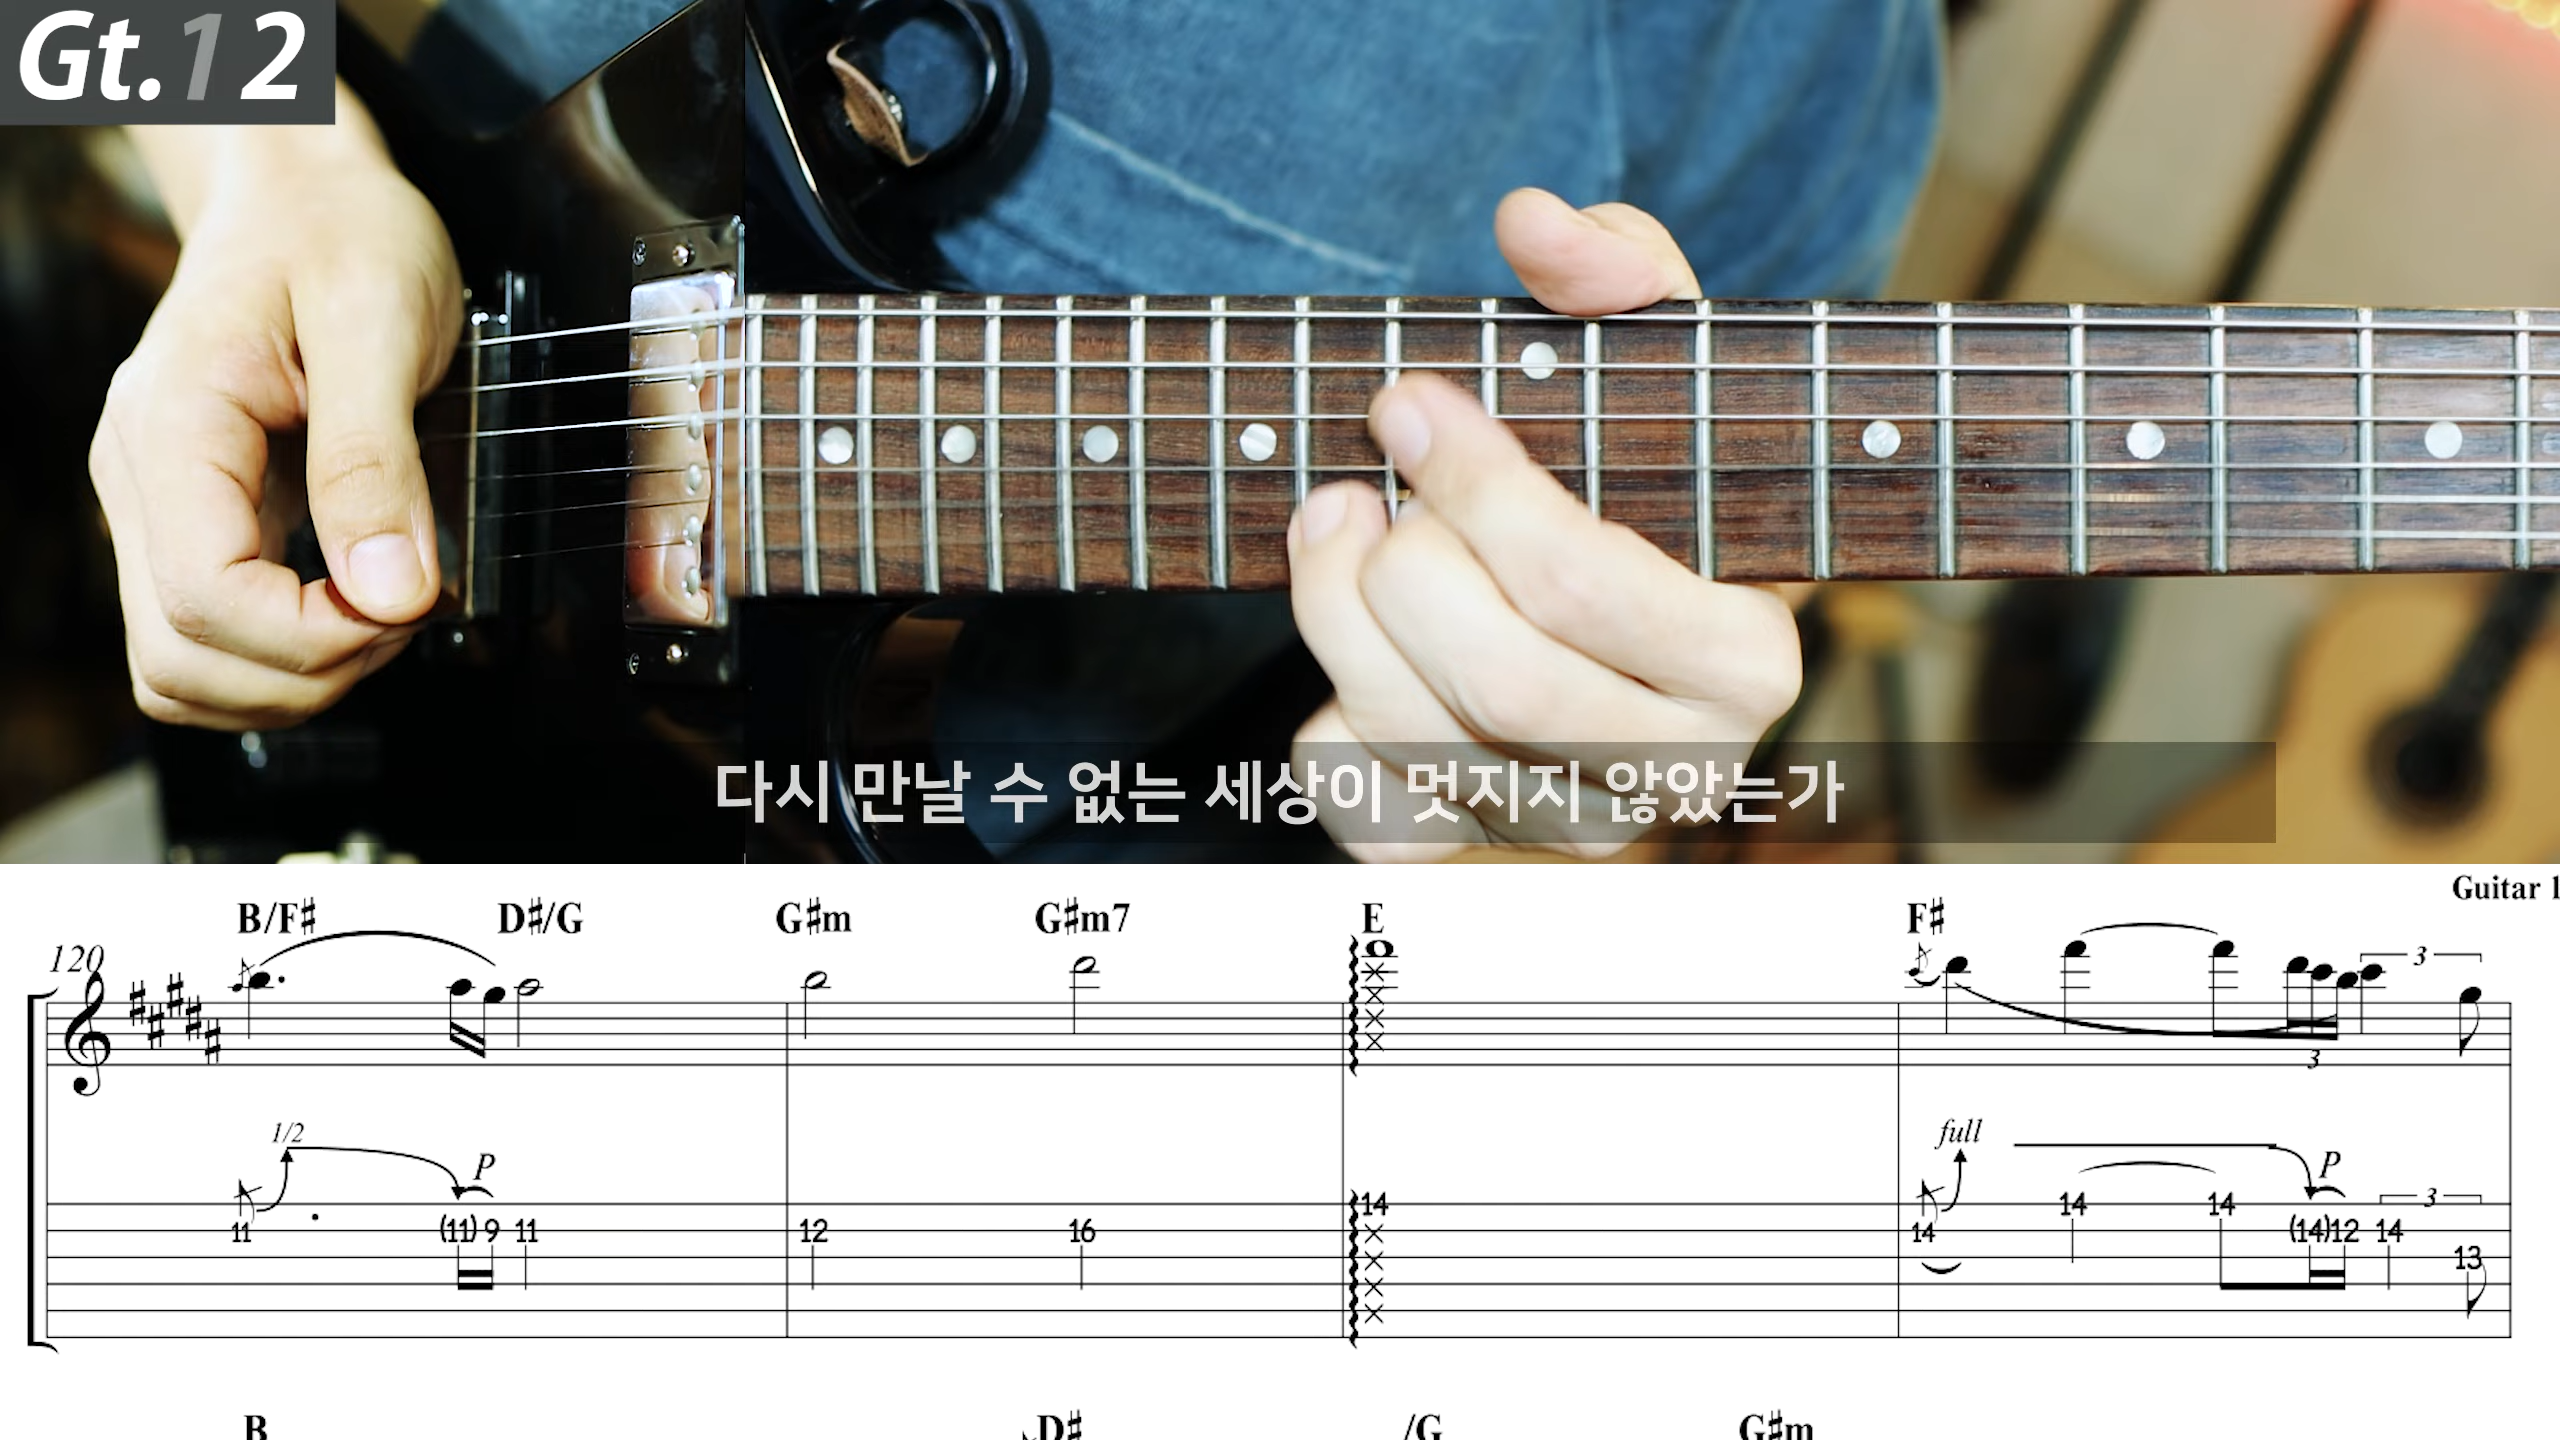 Gt.12
다시 만날 수 없는 세상이 멋지지 않았는가
Guitar 1
B/F♯ D♯/G G♯m G♯m7 E F♯
120
3
3
1/2 P full P
14 14 14 3
11 (11) 9 11 12 16 14 (14) 12 14
13
B D♯ /G G♯m